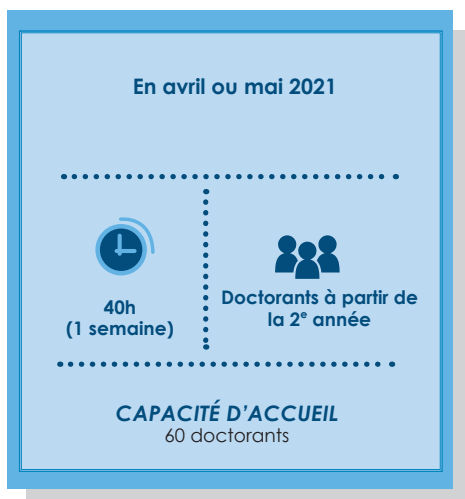 En avril ou mai 2021
40h
(1 semaine)
Doctorants à partir de
la 2e année
CAPACITÉ D'ACCUEIL
60 doctorants